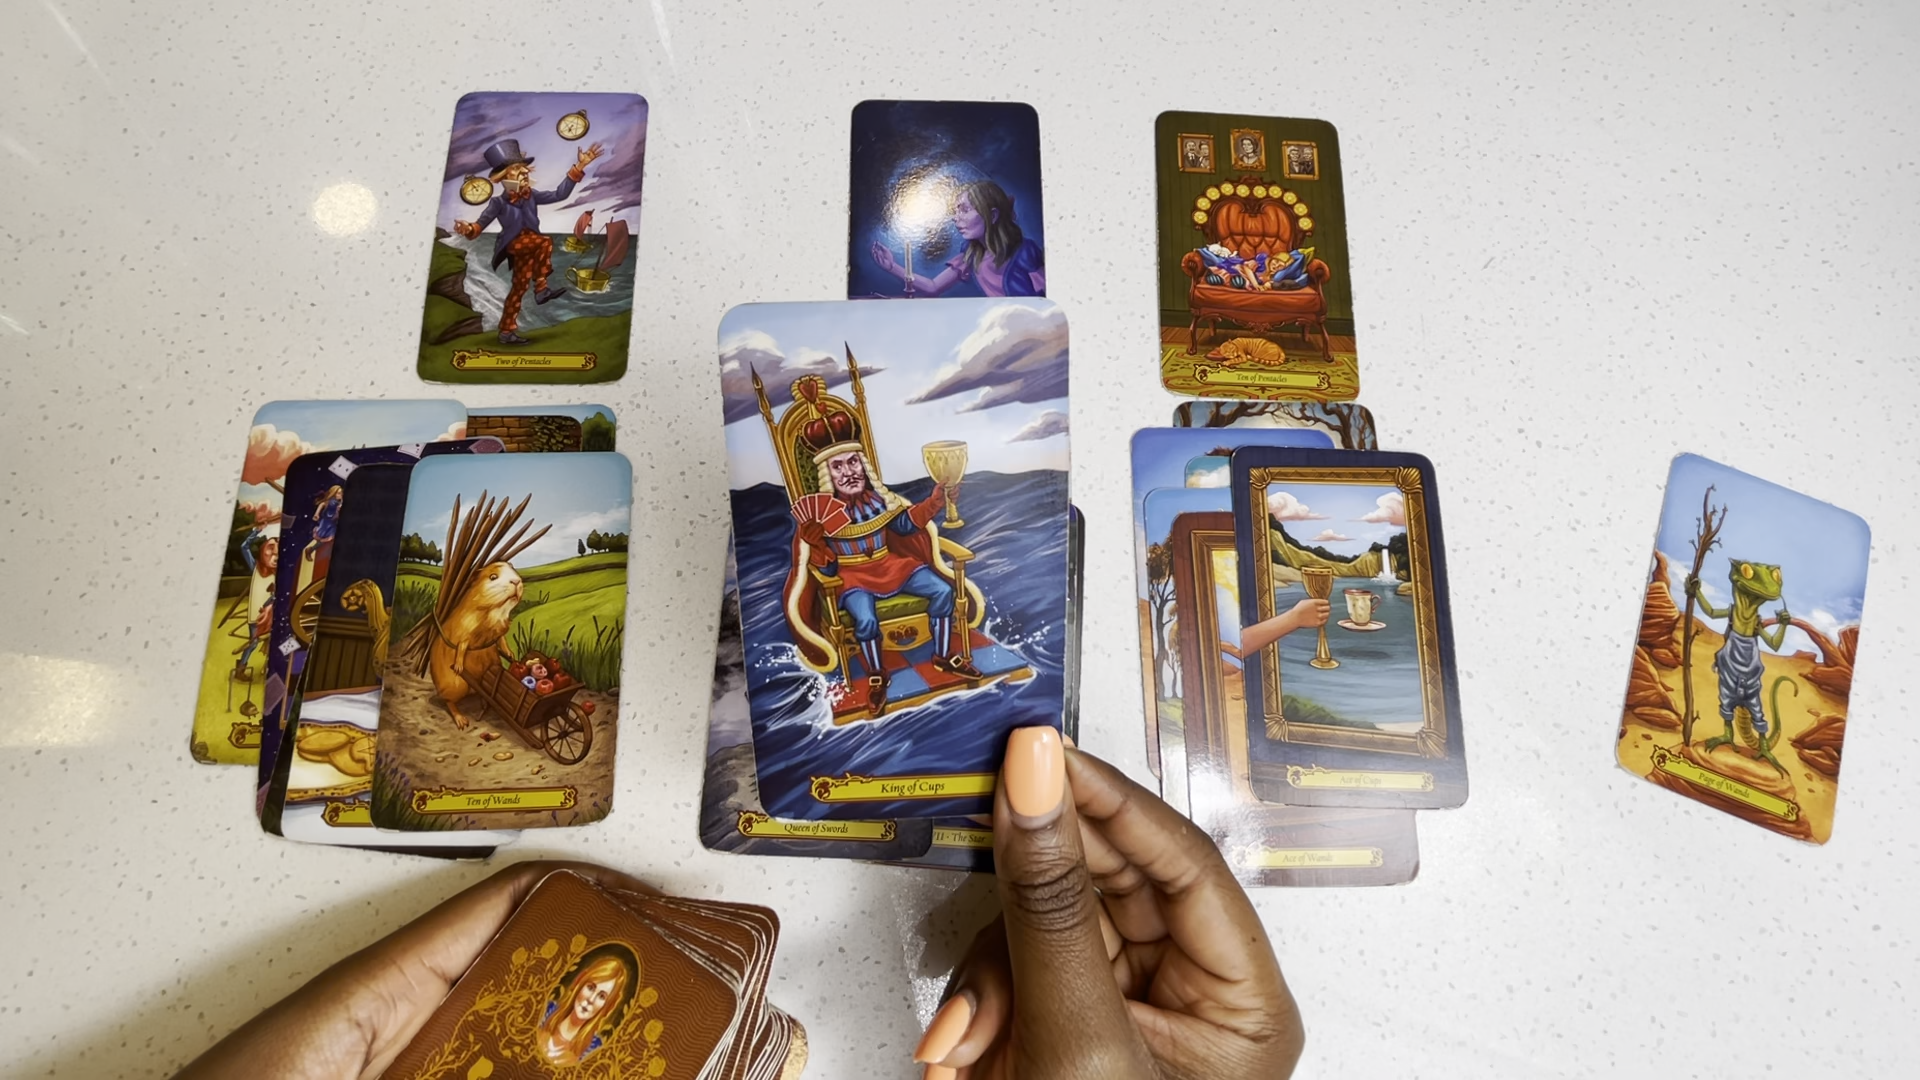 Two of Pentacles
Ten of Pentacles
Ten of Wands
King of Cups
Queen of Swords
II - The Star
Ace of Cups
Ace of Wands
Page of Wands